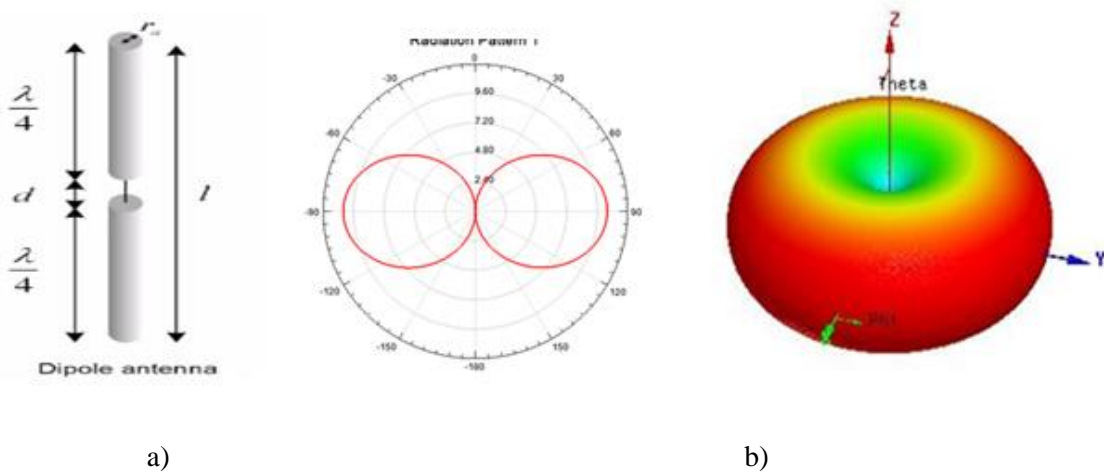 r
λ/4
d
l
λ/4
Dipole antenna
Radiation Pattern 1
0
-30
30
9.60
-60
7.20
60
4.80
-90
90
-120
120
-150
150
-180
Z
Theta
Y
Phi
a)
b)